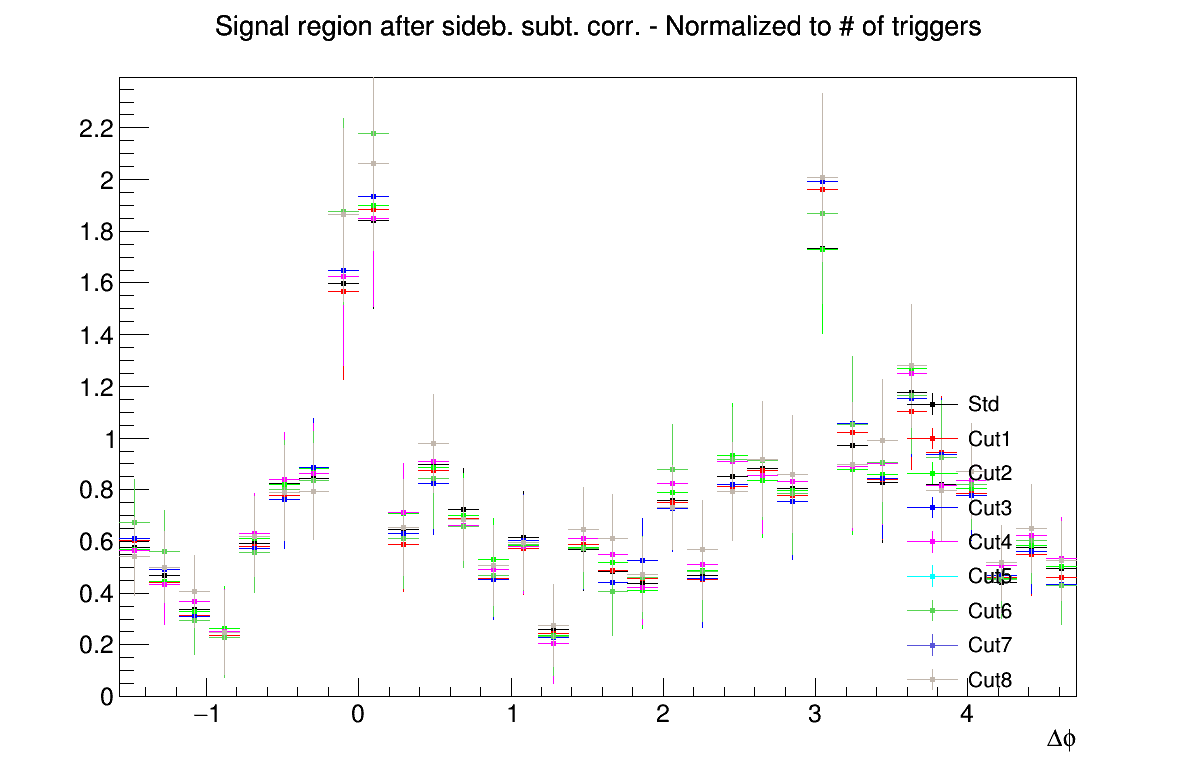 Signal region after sideb. subt. corr. - Normalized to # of triggers
2.2
2
1.8
1.6
1.4
1.2
1
0.8
0.6
0.4
0.2
0
−1 0 1 2 3 4
Δϕ
Std
Cut1
Cut2
Cut3
Cut4
Cut5
Cut6
Cut7
Cut8